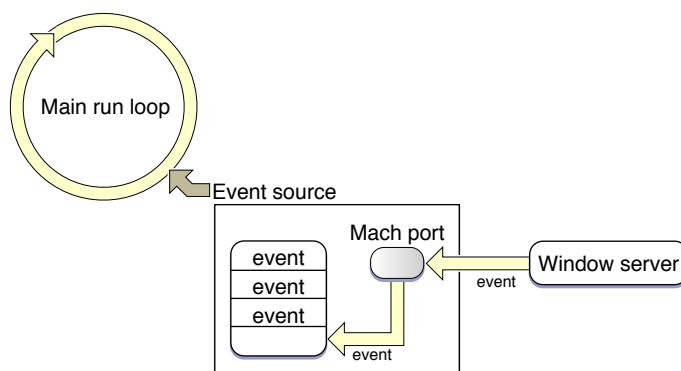 Main run loop
Event source
Mach port
event
event
event
Window server
event
event